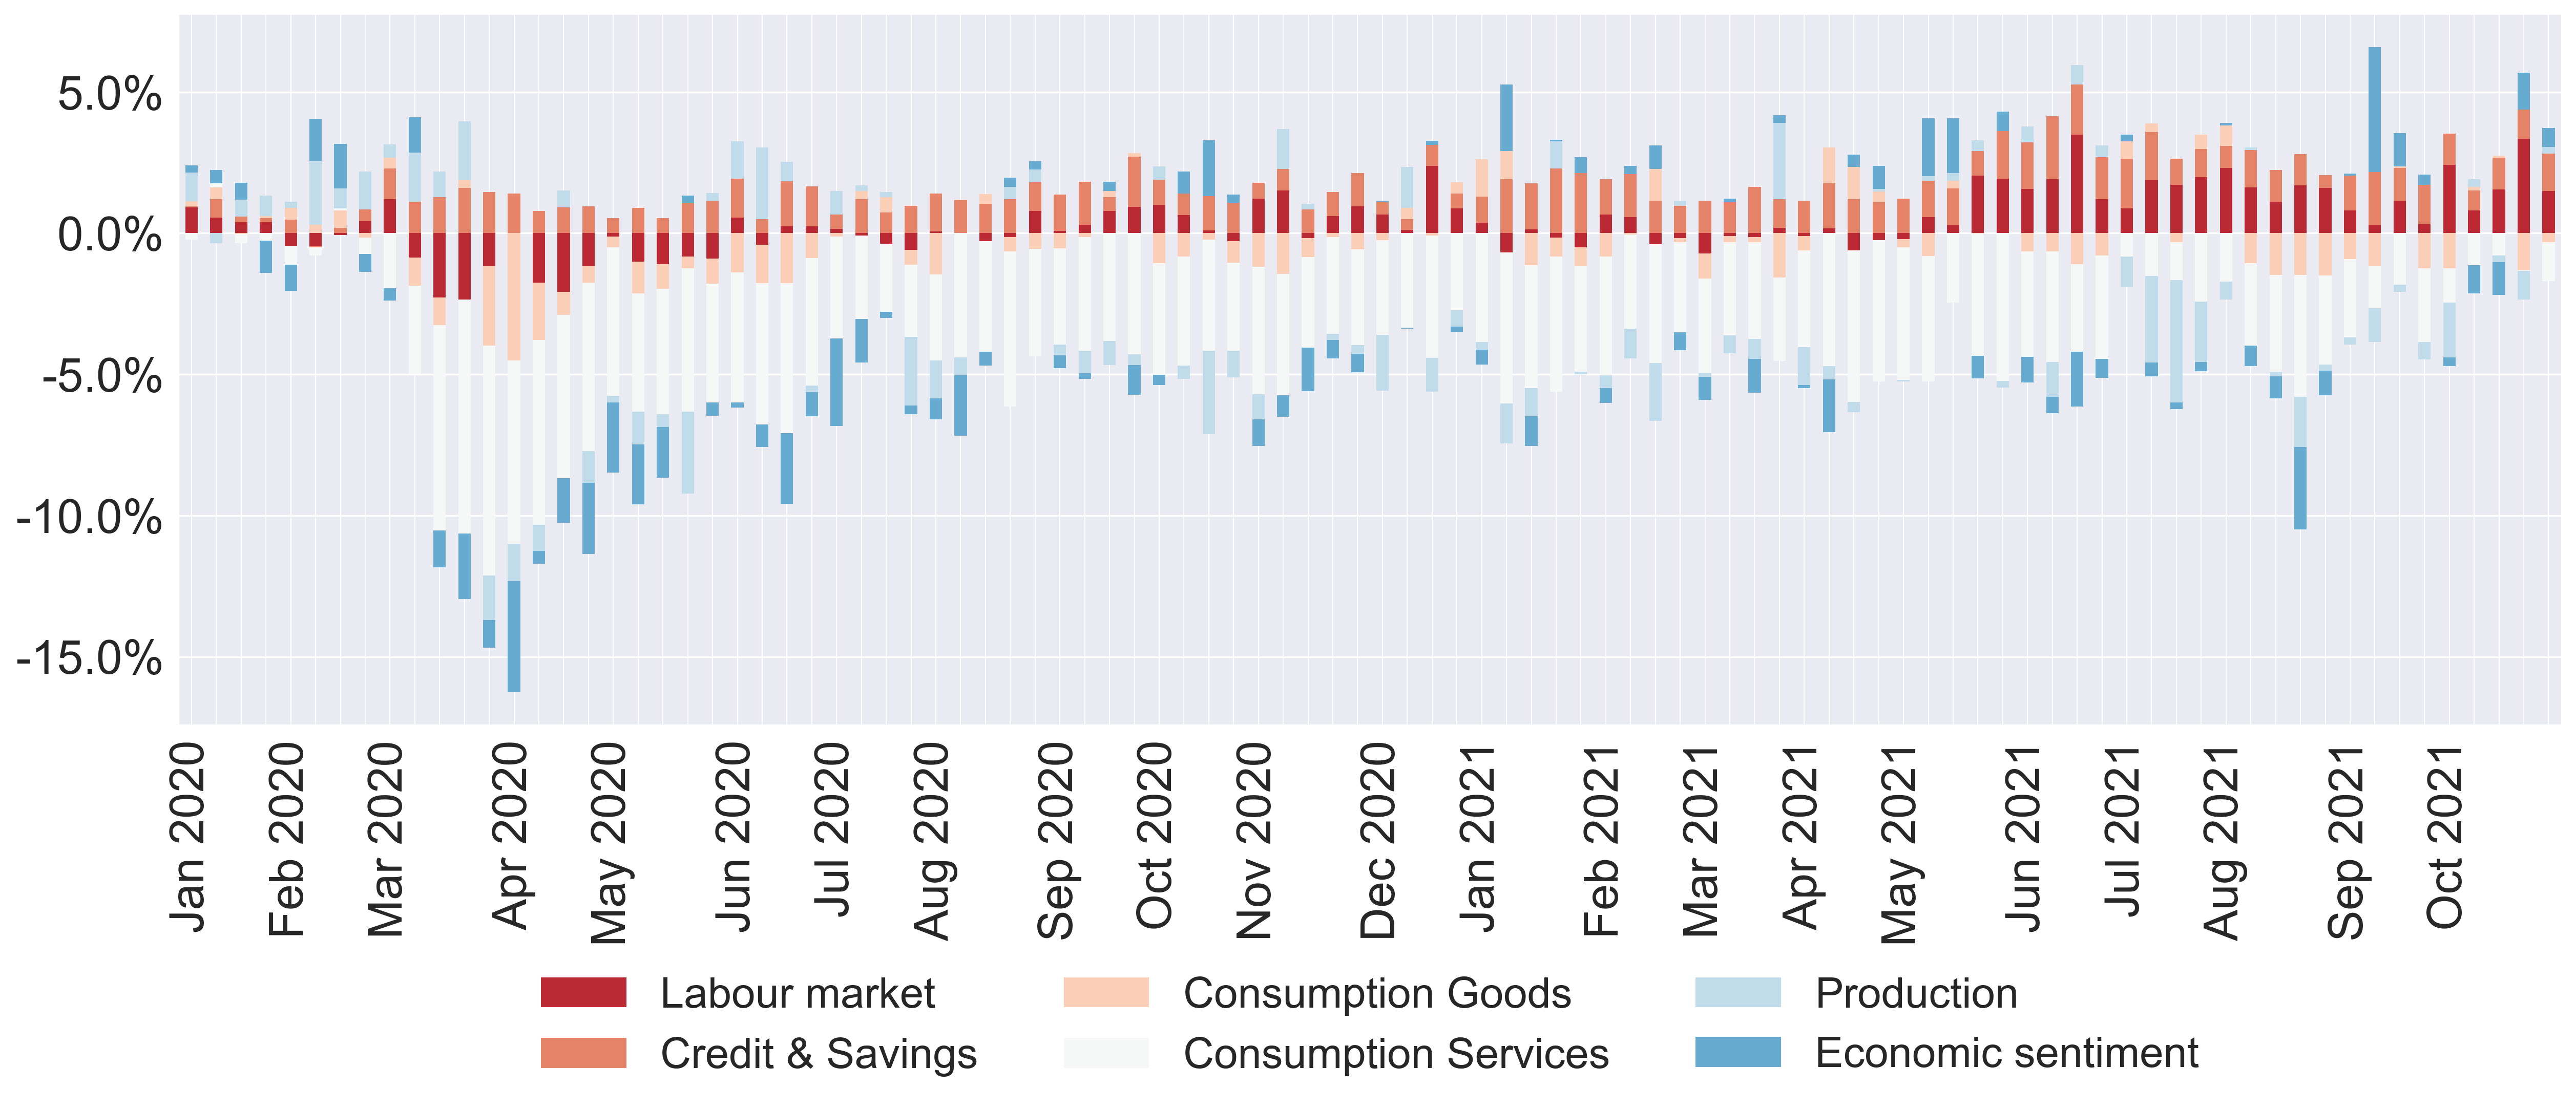 5.0%
0.0%
-5.0%
-10.0%
-15.0%
Jan 2020
Feb 2020
Mar 2020
Apr 2020
May 2020
Jun 2020
Jul 2020
Aug 2020
Sep 2020
Oct 2020
Nov 2020
Dec 2020
Jan 2021
Feb 2021
Mar 2021
Apr 2021
May 2021
Jun 2021
Jul 2021
Aug 2021
Sep 2021
Oct 2021
Labour market
Consumption Goods
Production
Credit & Savings
Consumption Services
Economic sentiment